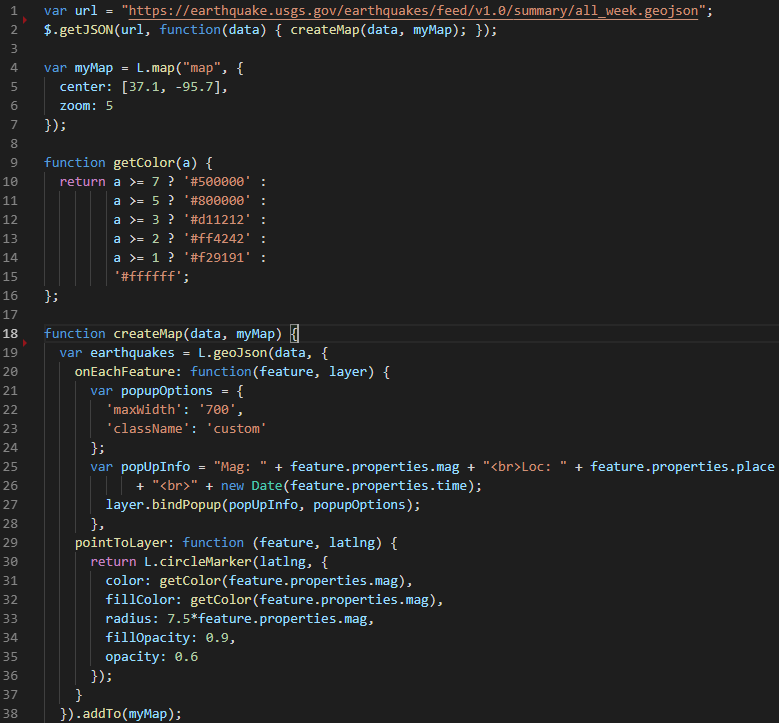 1 var url = "https://earthquake.usgs.gov/earthquakes/feed/v1.0/summary/all_week.geojson";
2 $.getJSON(url, function(data) { createMap(data, myMap); });
3
4 var myMap = L.map("map", {
5   center: [37.1, -95.7],
6   zoom: 5
7 });
8
9 function getColor(a) {
10   return a >= 7 ? '#500000' :
11          a >= 5 ? '#800000' :
12          a >= 3 ? '#d11212' :
13          a >= 2 ? '#ff4242' :
14          a >= 1 ? '#f29191' :
15          '#ffffff';
16 };
17
18 function createMap(data, myMap) {
19   var earthquakes = L.geoJson(data, {
20     onEachFeature: function(feature, layer) {
21       var popupOptions = {
22         'maxWidth': '700',
23         'className': 'custom'
24       };
25       var popUpInfo = "Mag: " + feature.properties.mag + "<br>Loc: " + feature.properties.place
26             + "<br>" + new Date(feature.properties.time);
27         layer.bindPopup(popUpInfo, popupOptions);
28       },
29     pointToLayer: function (feature, latlng) {
30       return L.circleMarker(latlng, {
31         color: getColor(feature.properties.mag),
32         fillColor: getColor(feature.properties.mag),
33         radius: 7.5*feature.properties.mag,
34         fillOpacity: 0.9,
35         opacity: 0.6
36       });
37     }
38   }).addTo(myMap);